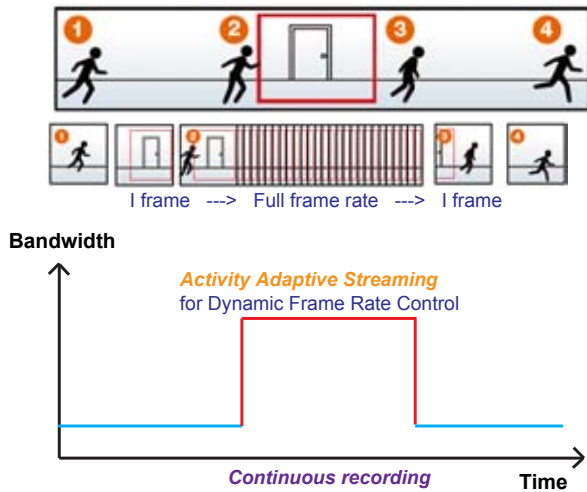 1 2 3 4
1 2 3 4
I frame ---> Full frame rate ---> I frame
Bandwidth
Activity Adaptive Streaming
for Dynamic Frame Rate Control
Continuous recording
Time